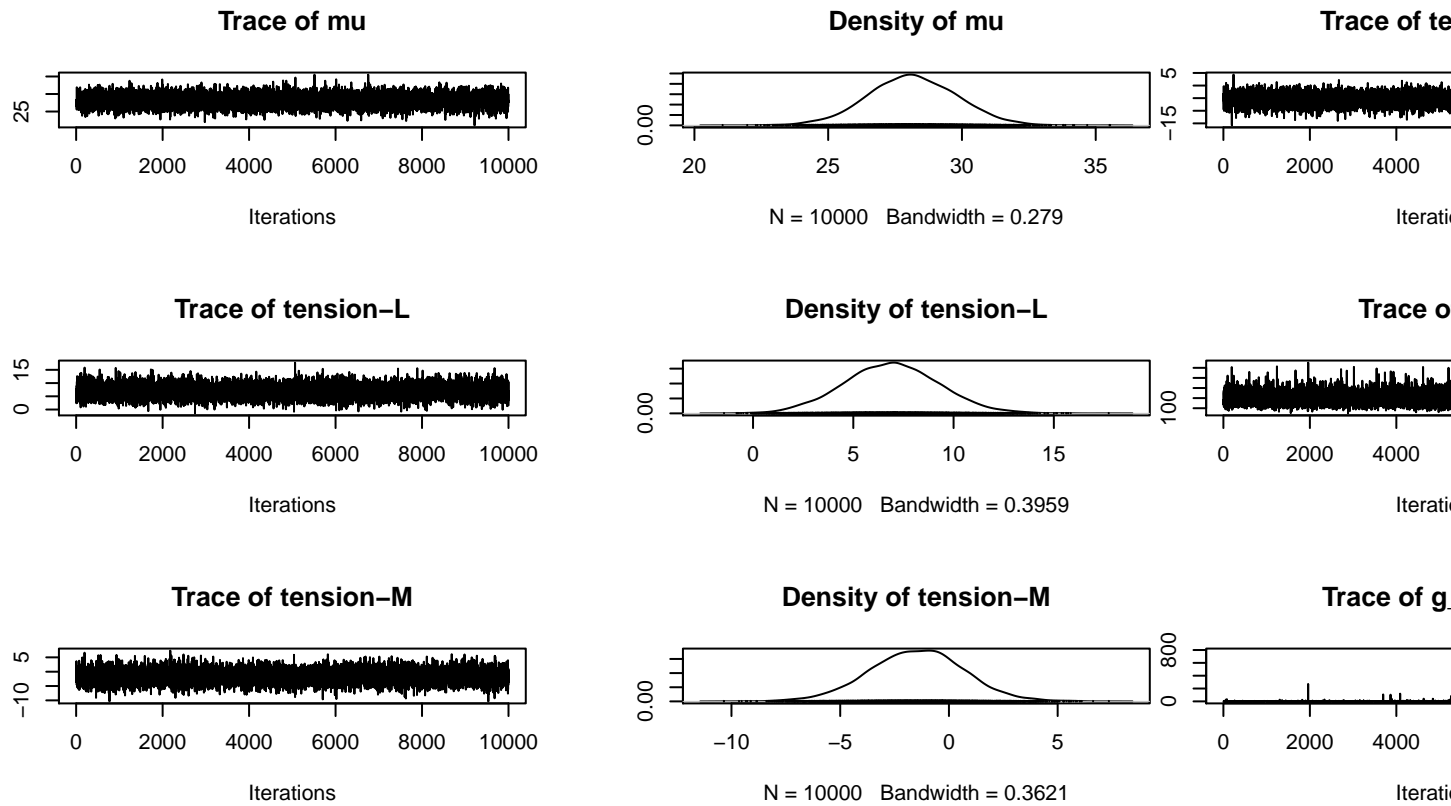 Trace of mu
25
0 2000 4000 6000 8000 10000
Iterations
Density of mu
0.00
20 25 30 35
N = 10000 Bandwidth = 0.279
Trace of te
−15 5
0 2000 4000
Iteratio
Trace of tension−L
0 15
0 2000 4000 6000 8000 10000
Iterations
Density of tension−L
0.00
0 5 10 15
N = 10000 Bandwidth = 0.3959
Trace o
100
0 2000 4000
Iteratio
Trace of tension−M
−10 5
0 2000 4000 6000 8000 10000
Iterations
Density of tension−M
0.00
−10 −5 0 5
N = 10000 Bandwidth = 0.3621
Trace of g_
0 800
0 2000 4000
Iteratio